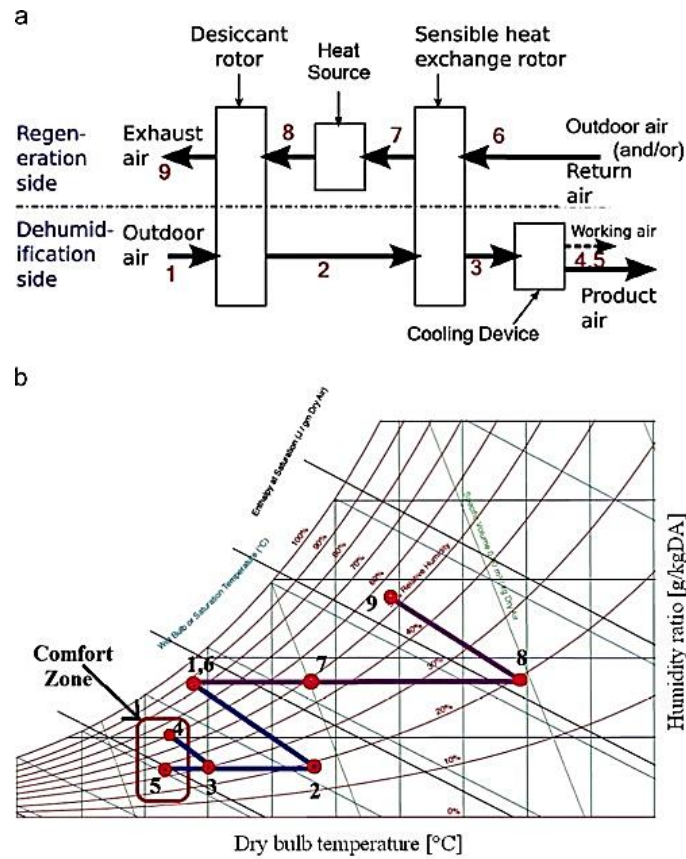 a
Desiccant
rotor
Heat
Source
Sensible heat
exchange rotor
Regen-
eration
side
Exhaust
air
9
8
7
6
Outdoor air
(and/or)
Return
air
Dehumid-
ification
side
Outdoor
air
1
2
3
Working air
4,5
Product
air
Cooling Device
b
Enthalpy at Saturation (J / gm Dry Air)
Wet Bulb or Saturation Temperature (°C)
100%
90%
80%
70%
60%
Relative Humidity
40%
30%
20%
10%
0%
Specific Volume
Dry Air
Comfort
Zone
1,6
7
8
9
4
5
3
2
Humidity ratio [g/kgDA]
Dry bulb temperature [°C]